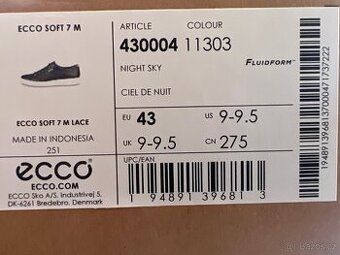 ECCO SOFT 7 M
ARTICLE COLOUR
430004 11303
NIGHT SKY
FLUIDFORM™
CIEL DE NUIT
ECCO SOFT 7 M LACE
MADE IN INDONESIA
251
EU 43 US 9-9.5
UK 9-9.5 CN 275
ecco
ECCO.COM
ECCO Sko A/S, Industrivej 5,
DK-6261 Bredebro, Denmark
UPC/EAN
1 94891 39681 3